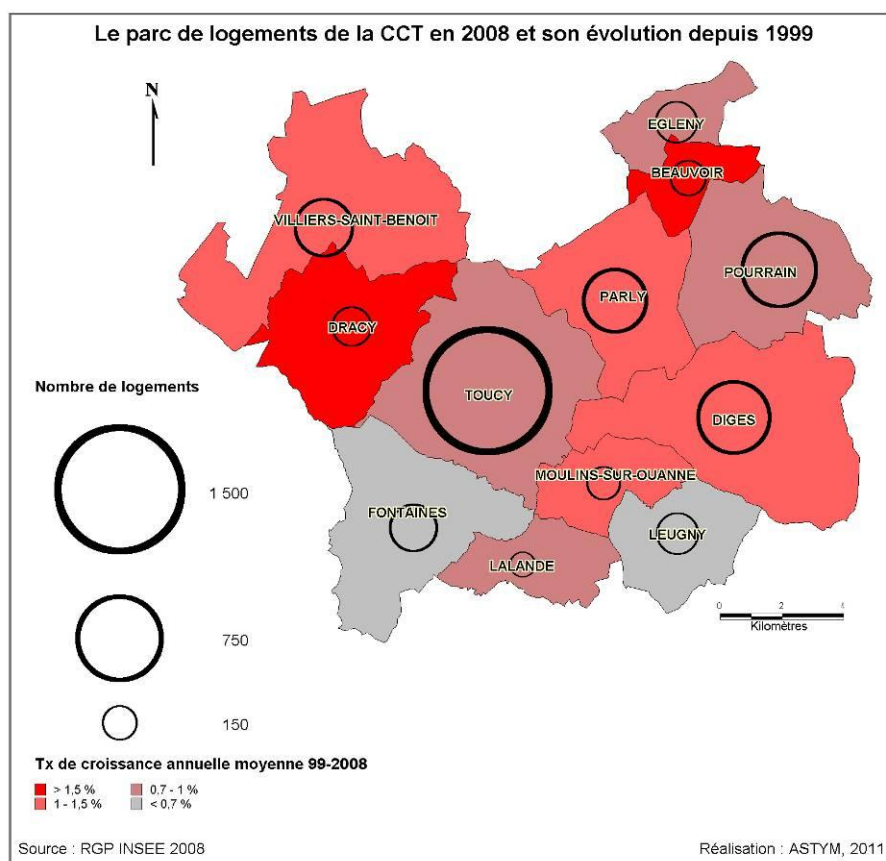 Le parc de logements de la CCT en 2008 et son évolution depuis 1999
N
EGLENY
BEAUVOIR
VILLIERS-SAINT-BENOIT
POURRAIN
PARLY
DRACY
TOUCY
DIGES
MOULINS-SUR-OUANNE
FONTAINES
LEUGNY
LALANDE
0 2 4
Kilomètres
Nombre de logements
1 500
750
150
Tx de croissance annuelle moyenne 99-2008
> 1,5 % 0.7 - 1 %
1 - 1,5 % < 0.7 %
Source : RGP INSEE 2008 Réalisation : ASTYM, 2011